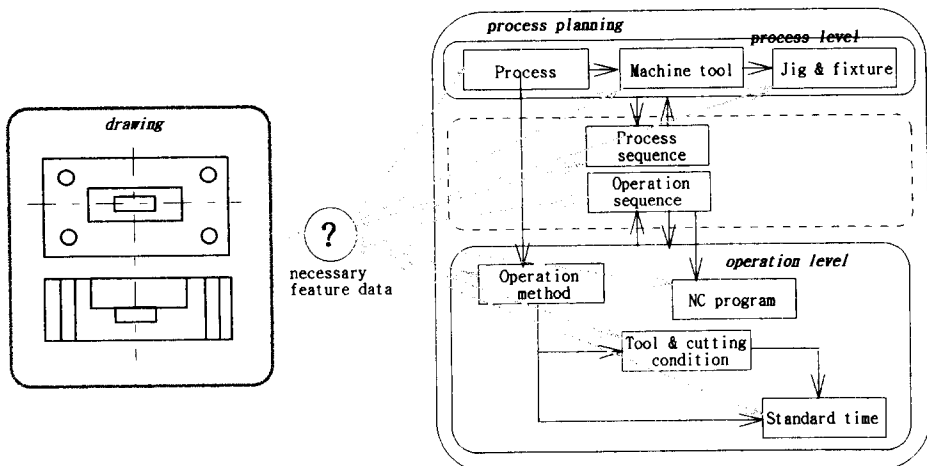 process planning
process level
Process
Machine tool
Jig & fixture
drawing
Process
sequence
Operation
sequence
?
necessary
feature data
operation level
Operation
method
NC program
Tool & cutting
condition
Standard time